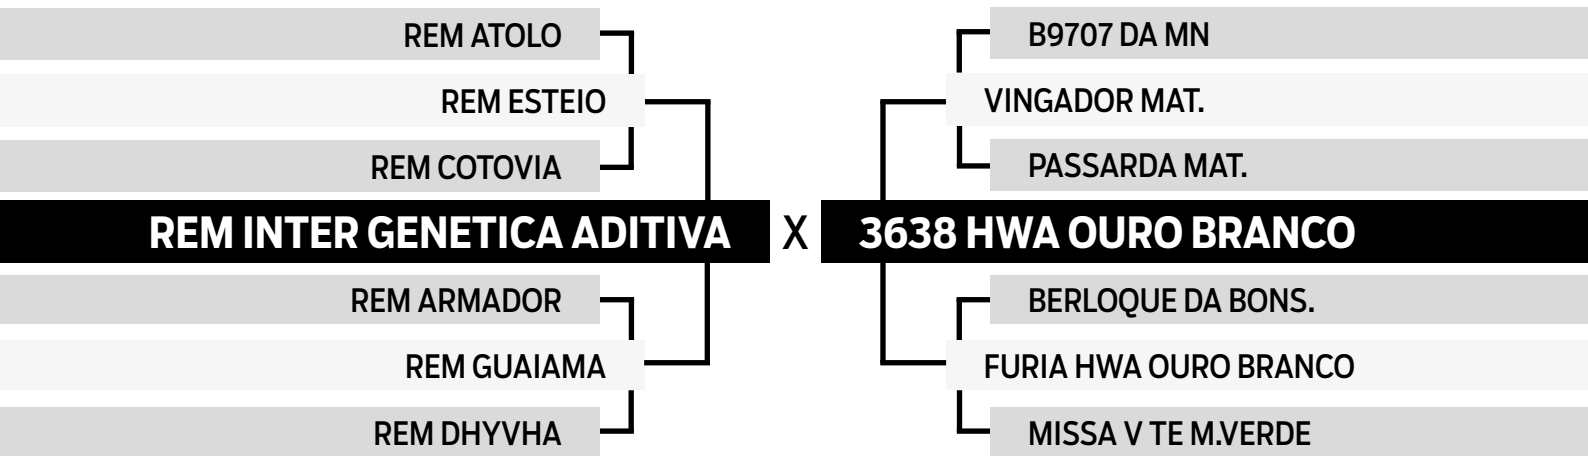 REM ATOLO
REM ESTEIO
REM COTOVIA
REM INTER GENETICA ADITIVA
REM ARMADOR
REM GUAIAMA
REM DHYVHA
X
B9707 DA MN
VINGADOR MAT.
PASSARDA MAT.
3638 HWA OURO BRANCO
BERLOQUE DA BONS.
FURIA HWA OURO BRANCO
MISSA V TE M.VERDE